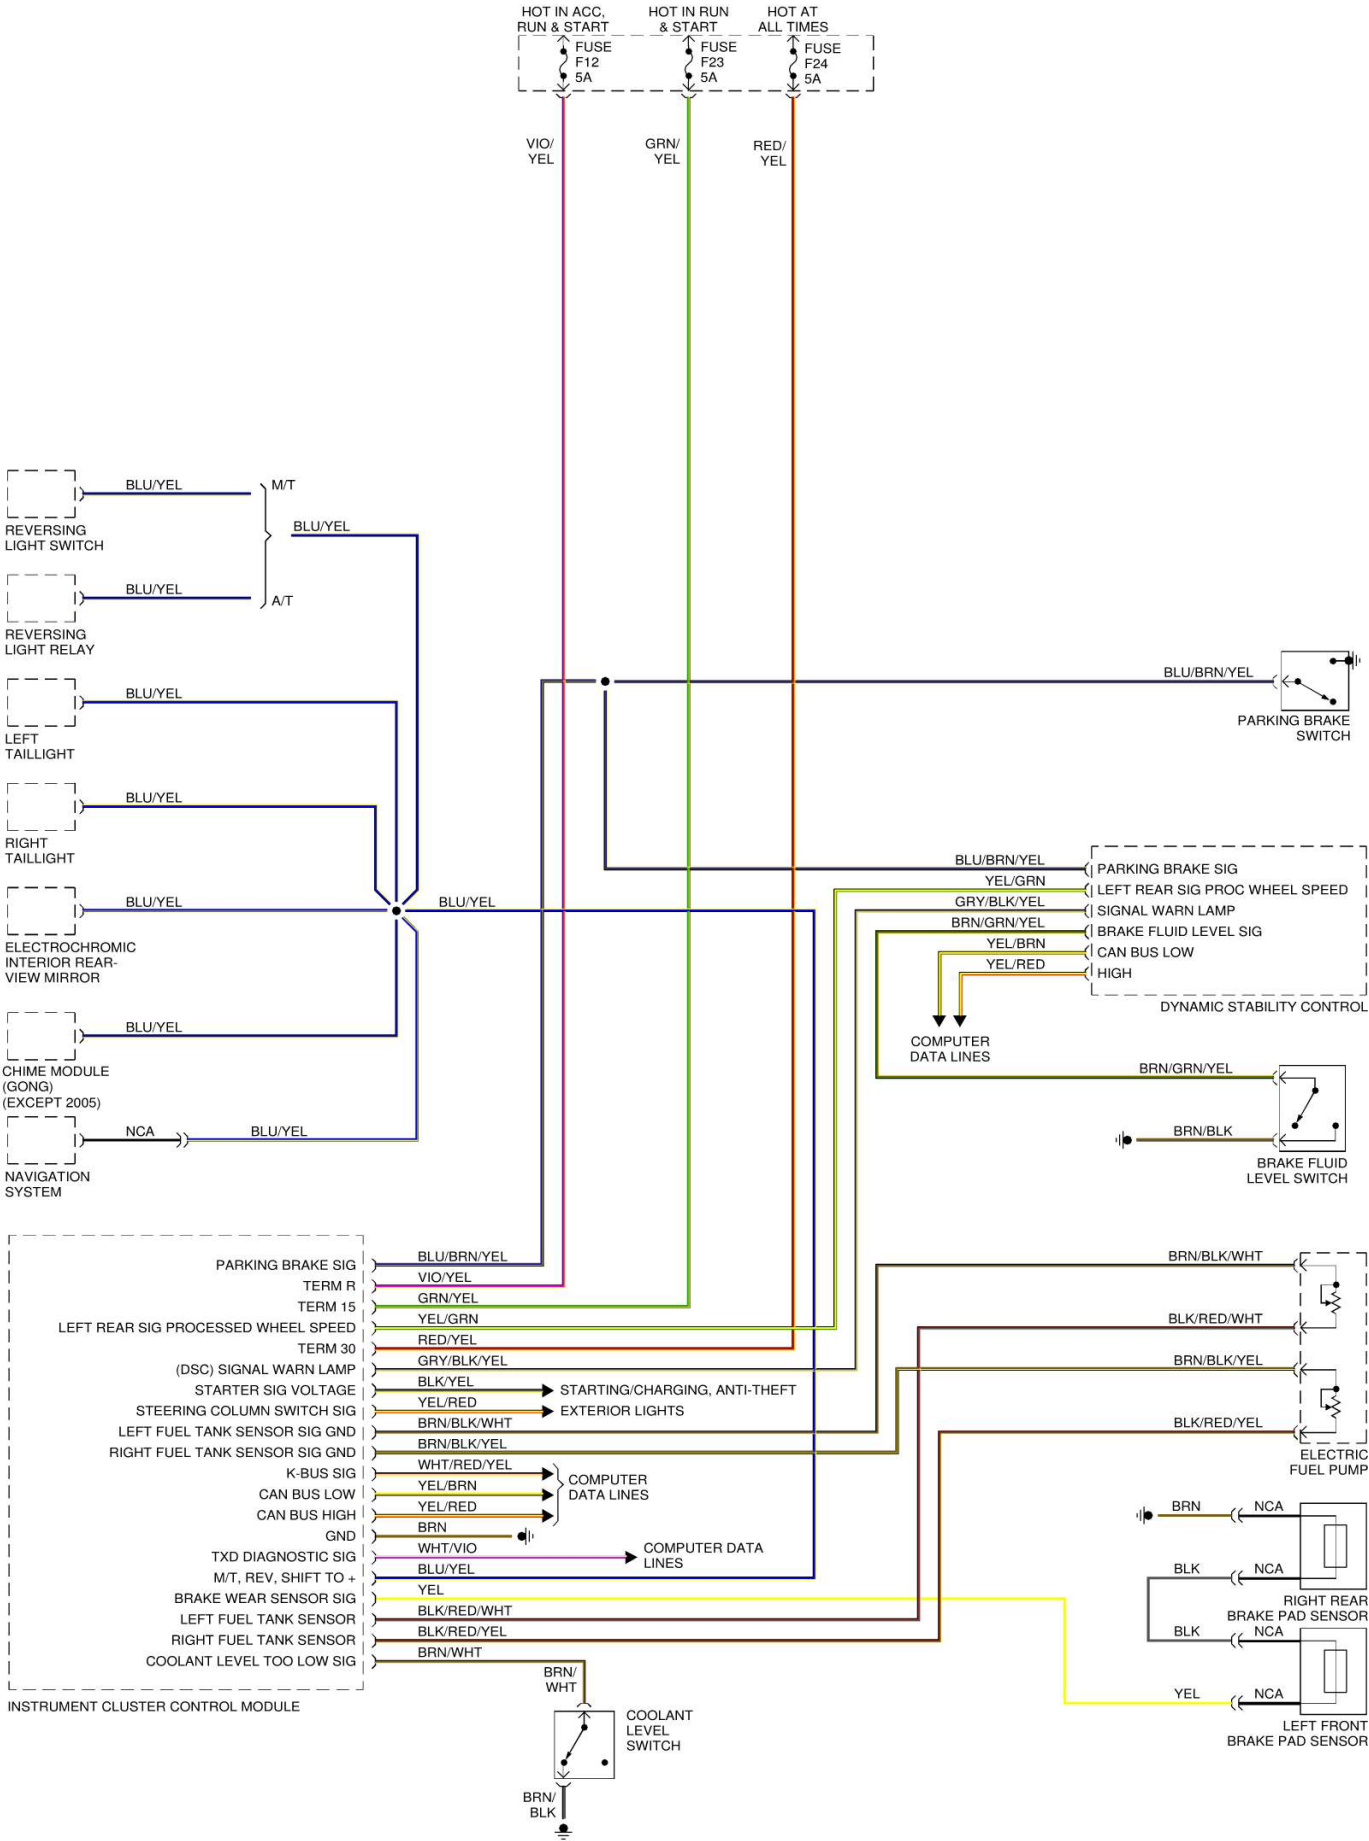 HOT IN ACC,
RUN & START
HOT IN RUN
& START
HOT AT
ALL TIMES
FUSE
F12
5A
FUSE
F23
5A
FUSE
F24
5A
VIO/
YEL
GRN/
YEL
RED/
YEL
BLU/YEL
M/T
REVERSING
LIGHT SWITCH
BLU/YEL
BLU/YEL
A/T
REVERSING
LIGHT RELAY
BLU/BRN/YEL
PARKING BRAKE
SWITCH
BLU/YEL
LEFT
TAILLIGHT
BLU/YEL
RIGHT
TAILLIGHT
BLU/YEL
BLU/YEL
ELECTROCHROMIC
INTERIOR REAR-
VIEW MIRROR
BLU/BRN/YEL
PARKING BRAKE SIG
YEL/GRN
LEFT REAR SIG PROC WHEEL SPEED
GRY/BLK/YEL
SIGNAL WARN LAMP
BRN/GRN/YEL
BRAKE FLUID LEVEL SIG
YEL/BRN
CAN BUS LOW
YEL/RED
HIGH
DYNAMIC STABILITY CONTROL
COMPUTER
DATA LINES
BLU/YEL
CHIME MODULE
(GONG)
(EXCEPT 2005)
NCA
BLU/YEL
NAVIGATION
SYSTEM
BRN/GRN/YEL
BRN/BLK
BRAKE FLUID
LEVEL SWITCH
PARKING BRAKE SIG
BLU/BRN/YEL
TERM R
VIO/YEL
TERM 15
GRN/YEL
LEFT REAR SIG PROCESSED WHEEL SPEED
YEL/GRN
TERM 30
RED/YEL
(DSC) SIGNAL WARN LAMP
GRY/BLK/YEL
STARTER SIG VOLTAGE
BLK/YEL
STARTING/CHARGING, ANTI-THEFT
STEERING COLUMN SWITCH SIG
YEL/RED
EXTERIOR LIGHTS
LEFT FUEL TANK SENSOR SIG GND
BRN/BLK/WHT
RIGHT FUEL TANK SENSOR SIG GND
BRN/BLK/YEL
K-BUS SIG
WHT/RED/YEL
CAN BUS LOW
YEL/BRN
CAN BUS HIGH
YEL/RED
COMPUTER
DATA LINES
GND
BRN
TXD DIAGNOSTIC SIG
WHT/VIO
COMPUTER DATA
LINES
M/T, REV, SHIFT TO +
BLU/YEL
BRAKE WEAR SENSOR SIG
YEL
LEFT FUEL TANK SENSOR
BLK/RED/WHT
RIGHT FUEL TANK SENSOR
BLK/RED/YEL
COOLANT LEVEL TOO LOW SIG
BRN/WHT
INSTRUMENT CLUSTER CONTROL MODULE
BRN/
WHT
COOLANT
LEVEL
SWITCH
BRN/
BLK
BRN/BLK/WHT
BLK/RED/WHT
BRN/BLK/YEL
BLK/RED/YEL
ELECTRIC
FUEL PUMP
BRN
NCA
BLK
NCA
RIGHT REAR
BRAKE PAD SENSOR
BLK
NCA
YEL
NCA
LEFT FRONT
BRAKE PAD SENSOR